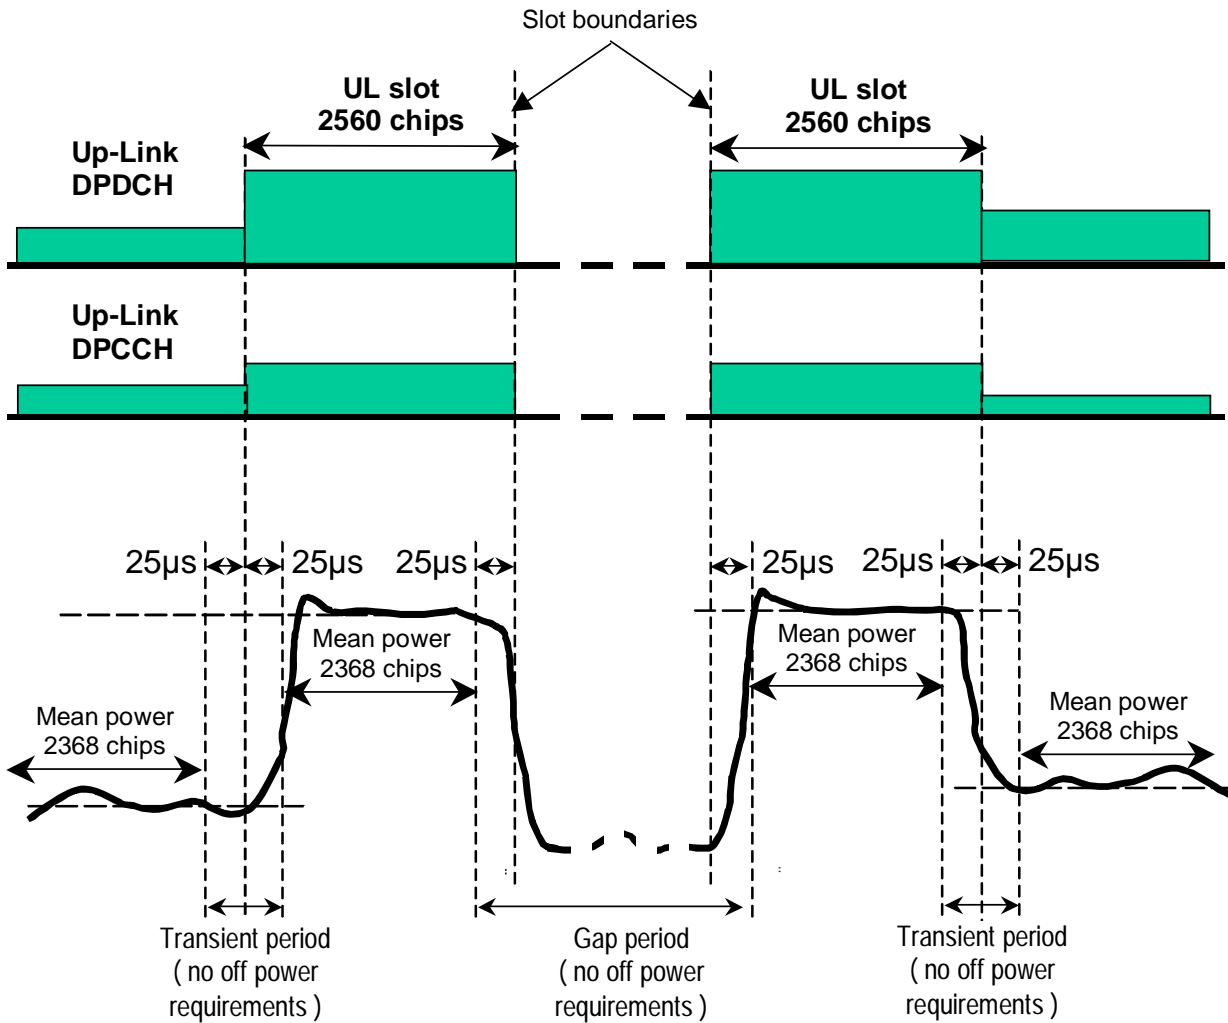 Slot boundaries
UL slot
2560 chips
UL slot
2560 chips
Up-Link
DPDCH
Up-Link
DPCCH
25µs
25µs
25µs
25µs
25µs
25µs
Mean power
2368 chips
Mean power
2368 chips
Mean power
2368 chips
Mean power
2368 chips
Transient period
( no off power
requirements )
Gap period
( no off power
requirements )
Transient period
( no off power
requirements )